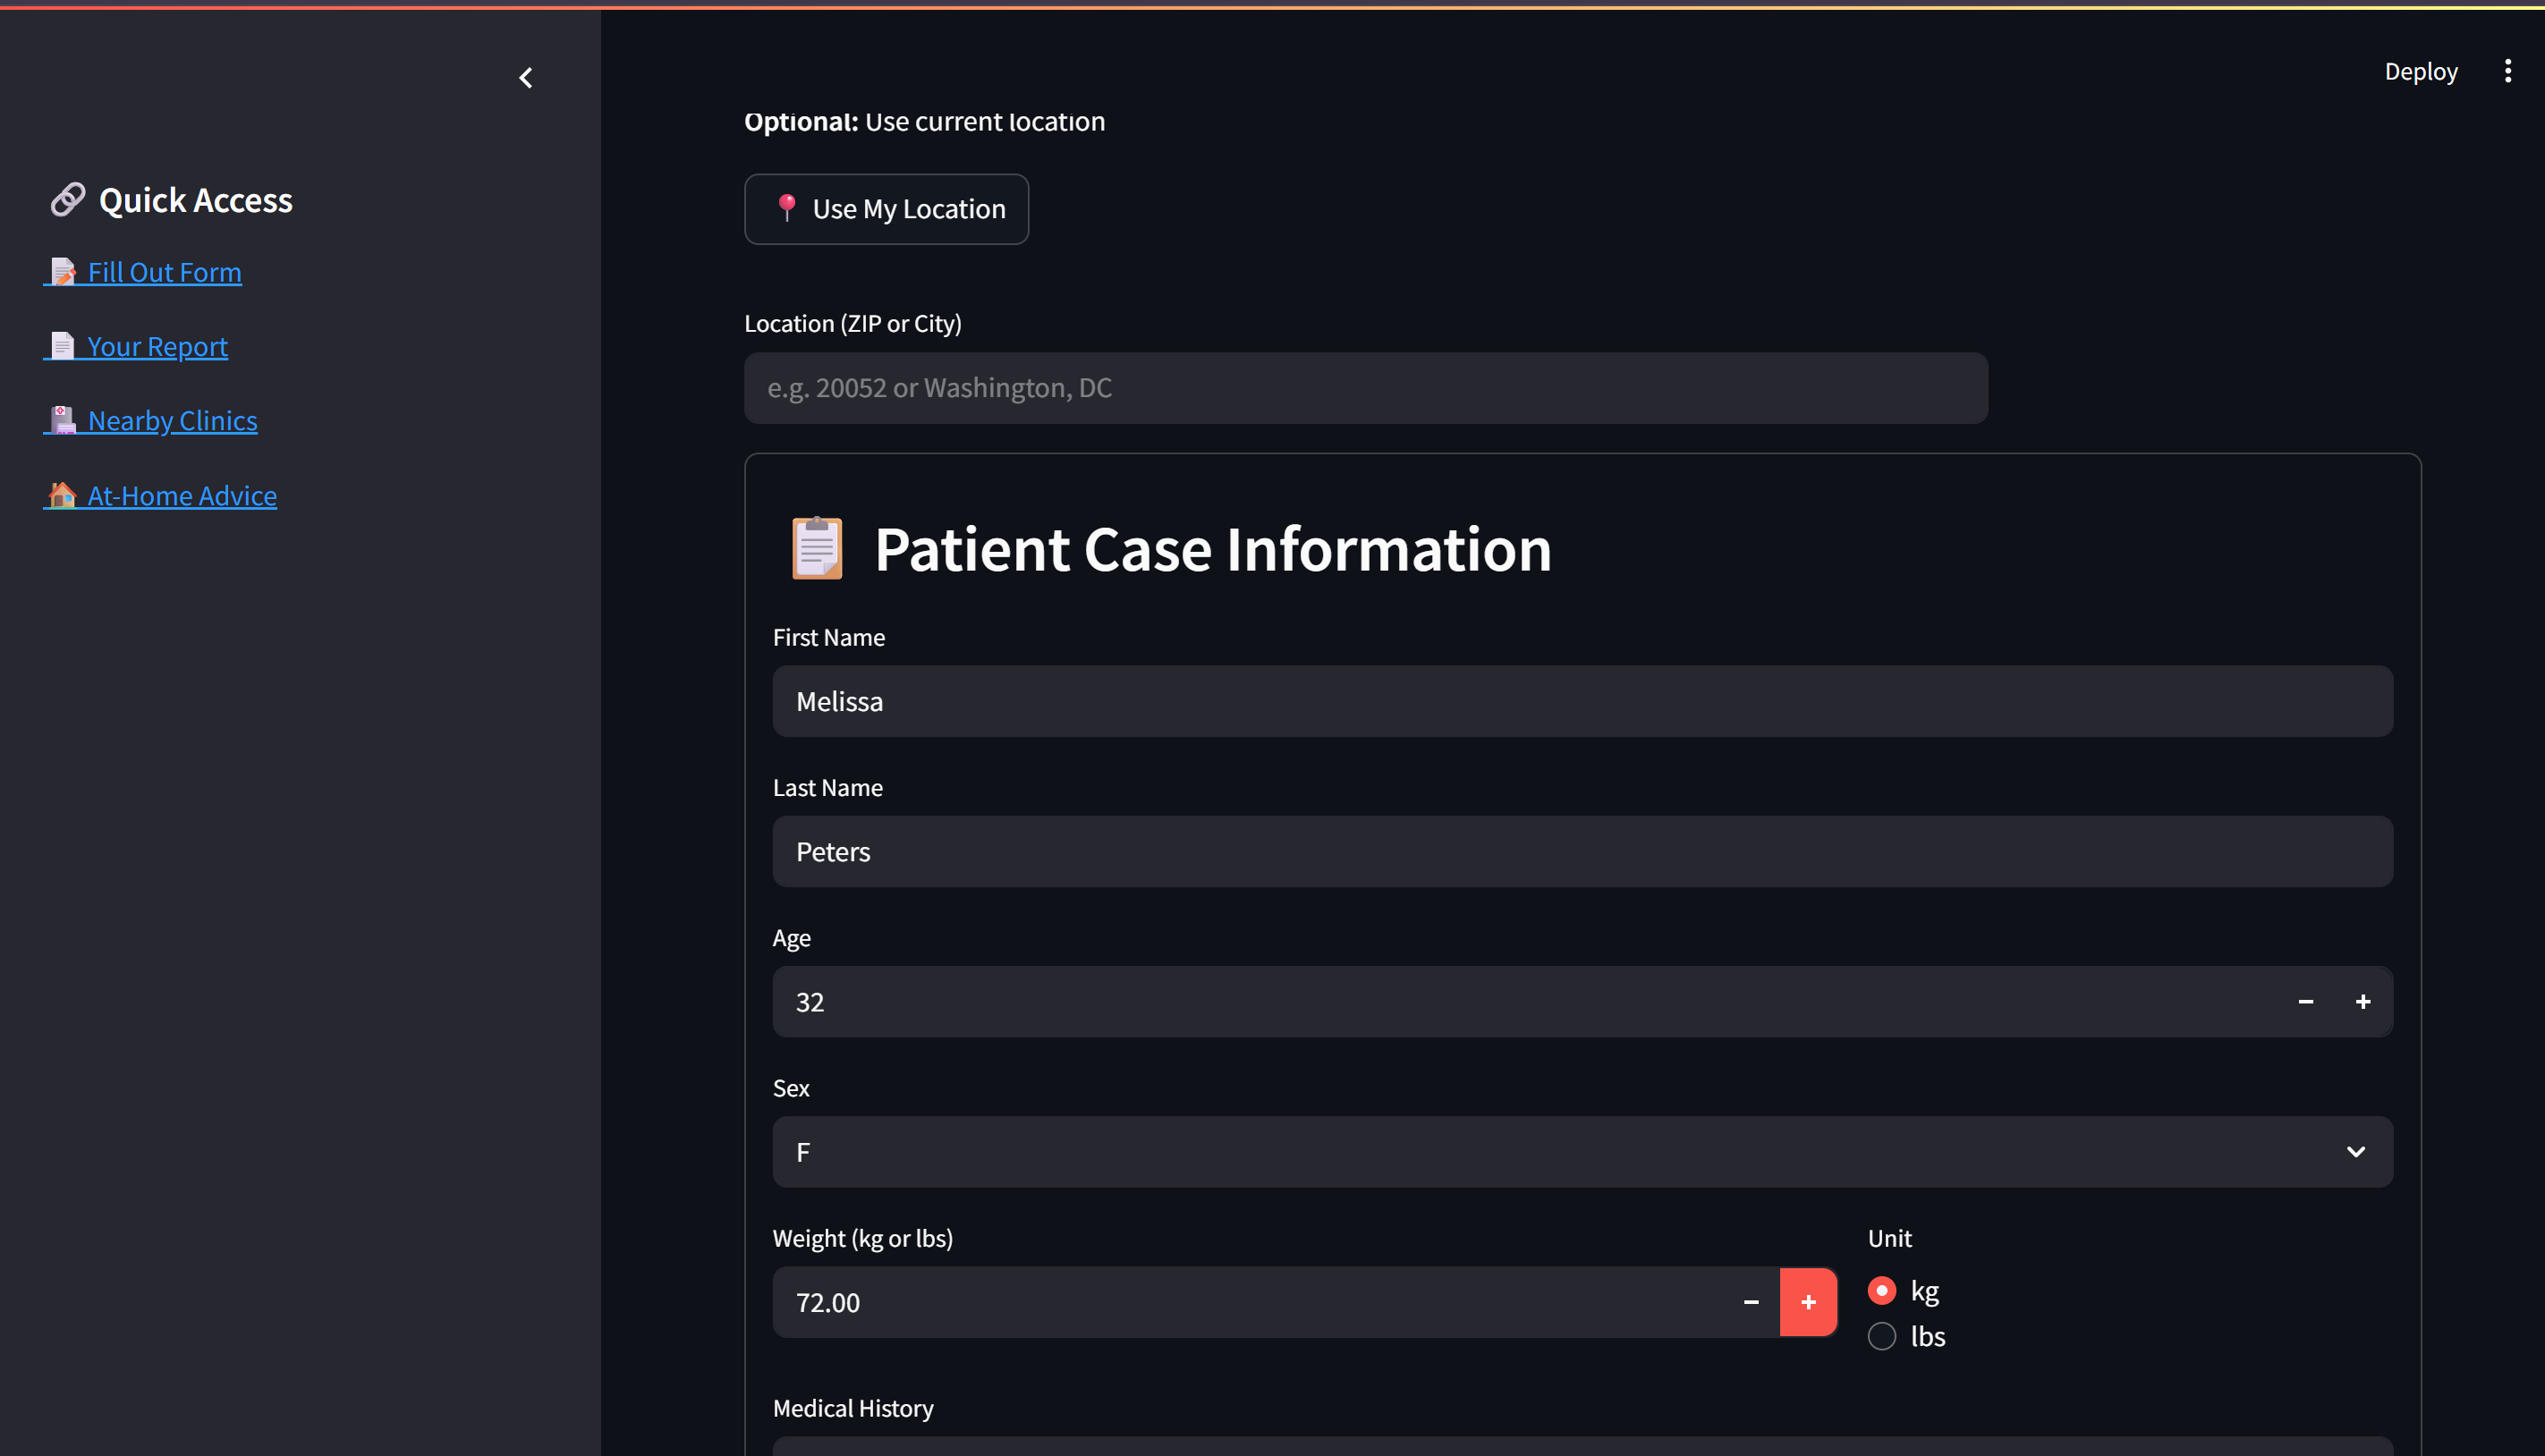 Deploy
Quick Access
Fill Out Form
Your Report
Nearby Clinics
At-Home Advice
Optional: Use current location
Use My Location
Location (ZIP or City)
e.g. 20052 or Washington, DC
Patient Case Information
First Name
Melissa
Last Name
Peters
Age
32
Sex
F
Weight (kg or lbs)
72.00
Unit
kg
lbs
Medical History